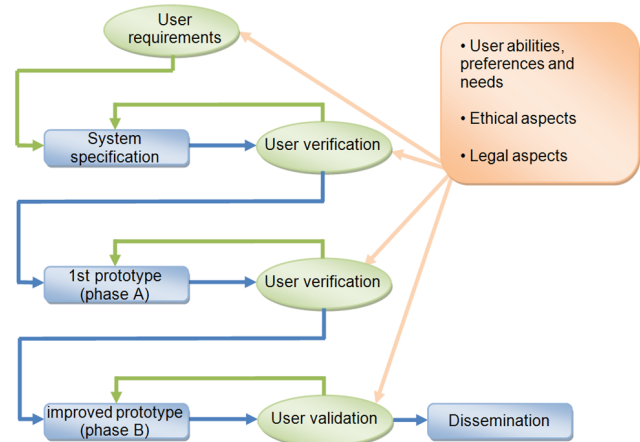 User
requirements
• User abilities,
preferences and
needs
• Ethical aspects
• Legal aspects
System
specification
User verification
1st prototype
(phase A)
User verification
improved prototype
(phase B)
User validation
Dissemination